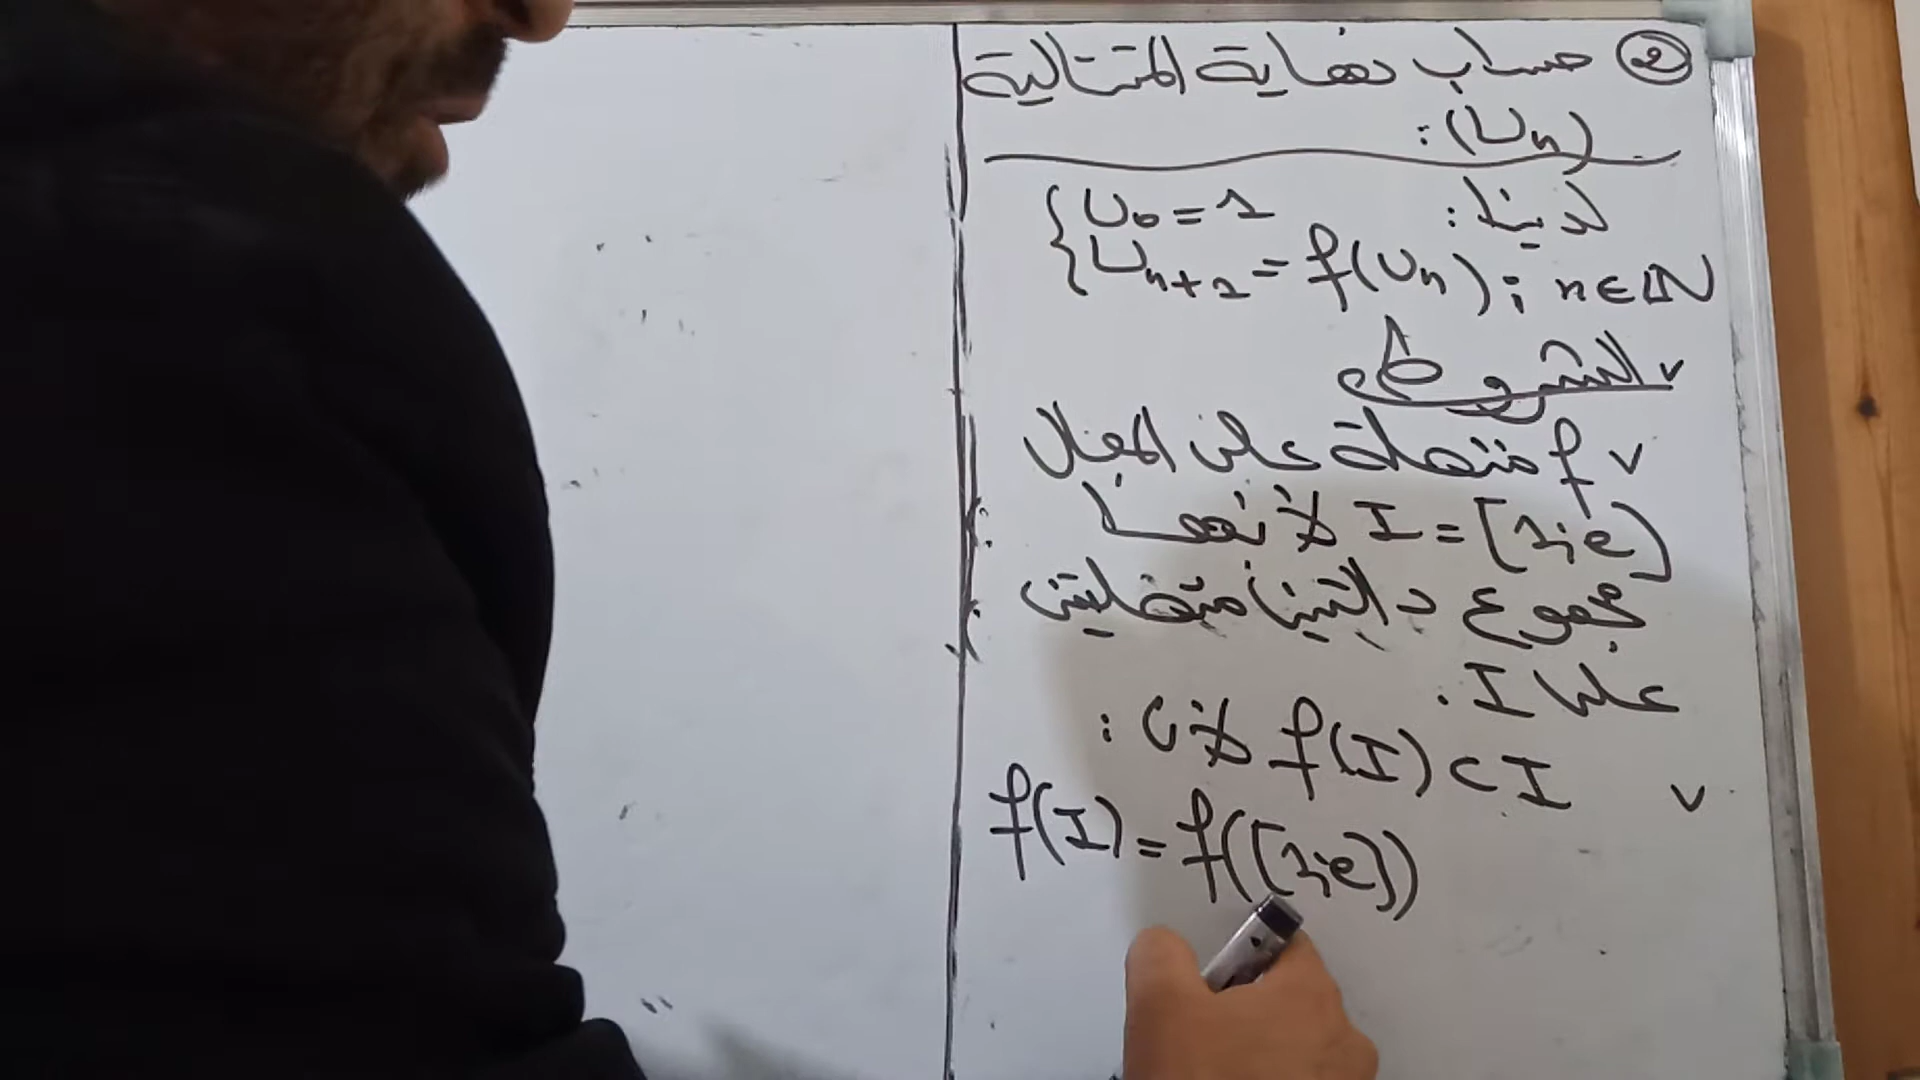 ② حساب نهاية المتتالية
(Un):
لدينا: { U0 = 1
Un+1 = f(Un) ; n ∈ IN
✓ الشروط
✓ f متصلة على المجال
I = [1;e] لأنها
مجموع دالتين متصلتين
على I.
✓ f(I) ⊂ I لأن:
f(I) = f([1;e])